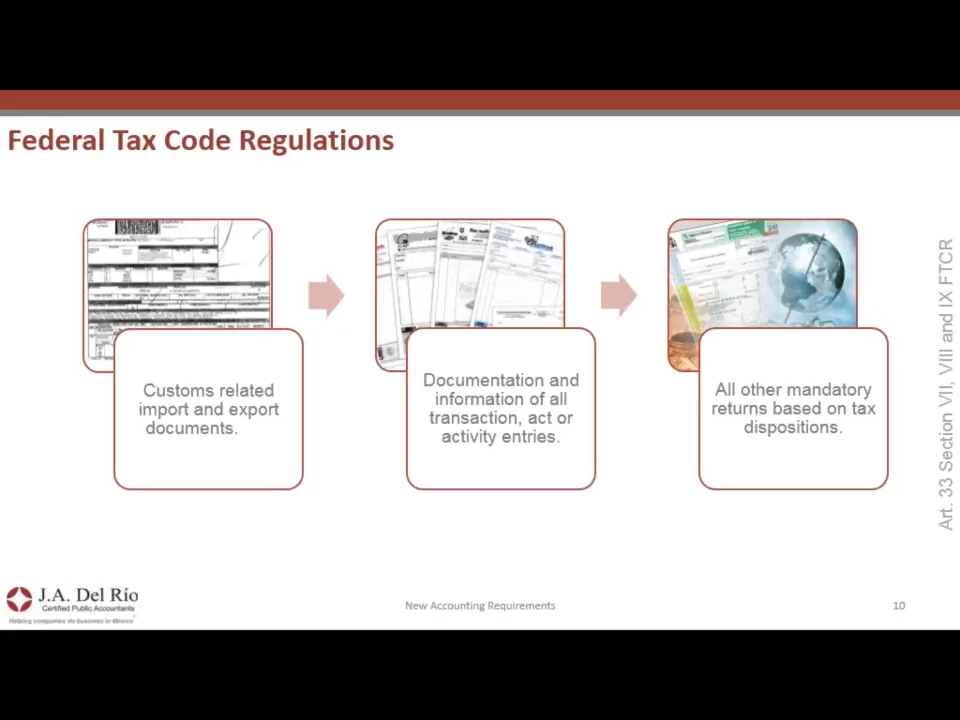 Federal Tax Code Regulations
Customs related
import and export
documents.
Documentation and
information of all
transaction, act or
activity entries.
All other mandatory
returns based on tax
dispositions.
Art. 33 Section VII, VIII and IX FTCR
J.A. Del Río
Certified Public Accountants
Helping companies do business in Mexico
New Accounting Requirements
10